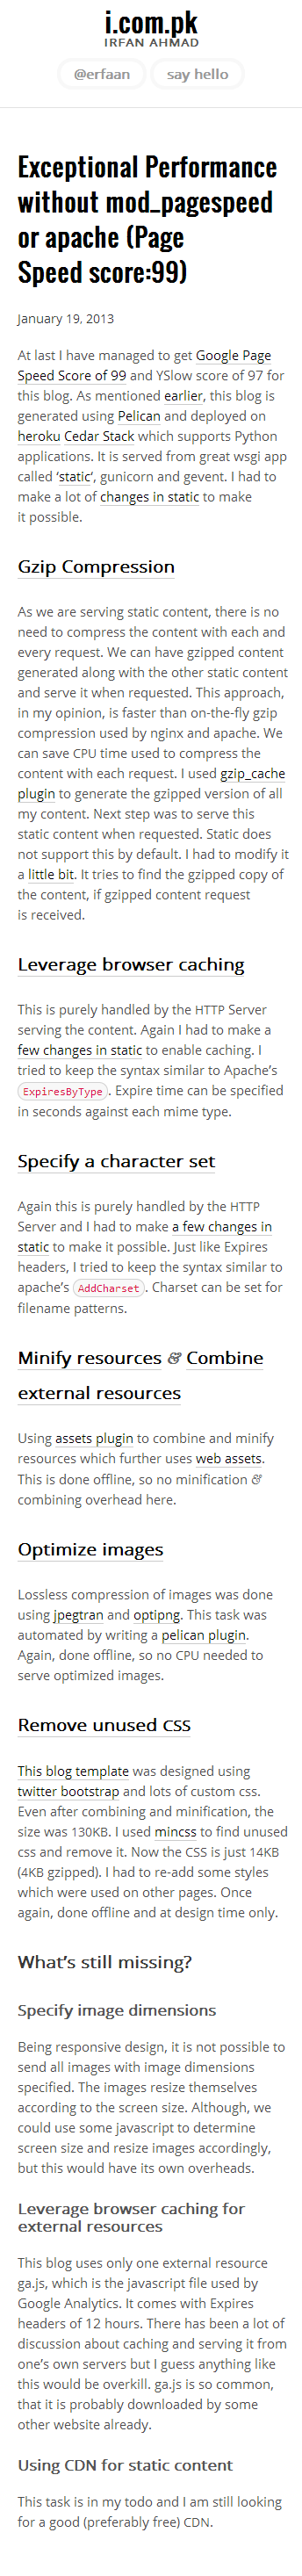 i.com.pk
IRFAN AHMAD
@erfaan say hello
Exceptional Performance
without mod_pagespeed
or apache (Page
Speed score:99)
January 19, 2013
At last I have managed to get Google Page
Speed Score of 99 and YSlow score of 97 for
this blog. As mentioned earlier, this blog is
generated using Pelican and deployed on
heroku Cedar Stack which supports Python
applications. It is served from great wsgi app
called ‘static‘, gunicorn and gevent. I had to
make a lot of changes in static to make
it possible.
Gzip Compression
As we are serving static content, there is no
need to compress the content with each and
every request. We can have gzipped content
generated along with the other static content
and serve it when requested. This approach,
in my opinion, is faster than on-the-fly gzip
compression used by nginx and apache. We
can save CPU time used to compress the
content with each request. I used gzip_cache
plugin to generate the gzipped version of all
my content. Next step was to serve this
static content when requested. Static does
not support this by default. I had to modify it
a little bit. It tries to find the gzipped copy of
the content, if gzipped content request
is received.
Leverage browser caching
This is purely handled by the HTTP Server
serving the content. Again I had to make a
few changes in static to enable caching. I
tried to keep the syntax similar to Apache’s
ExpiresByType. Expire time can be specified
in seconds against each mime type.
Specify a character set
Again this is purely handled by the HTTP
Server and I had to make a few changes in
static to make it possible. Just like Expires
headers, I tried to keep the syntax similar to
apache’s AddCharset. Charset can be set for
filename patterns.
Minify resources & Combine
external resources
Using assets plugin to combine and minify
resources which further uses web assets.
This is done offline, so no minification &
combining overhead here.
Optimize images
Lossless compression of images was done
using jpegtran and optipng. This task was
automated by writing a pelican plugin.
Again, done offline, so no CPU needed to
serve optimized images.
Remove unused CSS
This blog template was designed using
twitter bootstrap and lots of custom css.
Even after combining and minification, the
size was 130KB. I used mincss to find unused
css and remove it. Now the CSS is just 14KB
(4KB gzipped). I had to re-add some styles
which were used on other pages. Once
again, done offline and at design time only.
What’s still missing?
Specify image dimensions
Being responsive design, it is not possible to
send all images with image dimensions
specified. The images resize themselves
according to the screen size. Although, we
could use some javascript to determine
screen size and resize images accordingly,
but this would have its own overheads.
Leverage browser caching for
external resources
This blog uses only one external resource
ga.js, which is the javascript file used by
Google Analytics. It comes with Expires
headers of 12 hours. There has been a lot of
discussion about caching and serving it from
one’s own servers but I guess anything like
this would be overkill. ga.js is so common,
that it is probably downloaded by some
other website already.
Using CDN for static content
This task is in my todo and I am still looking
for a good (preferably free) CDN.